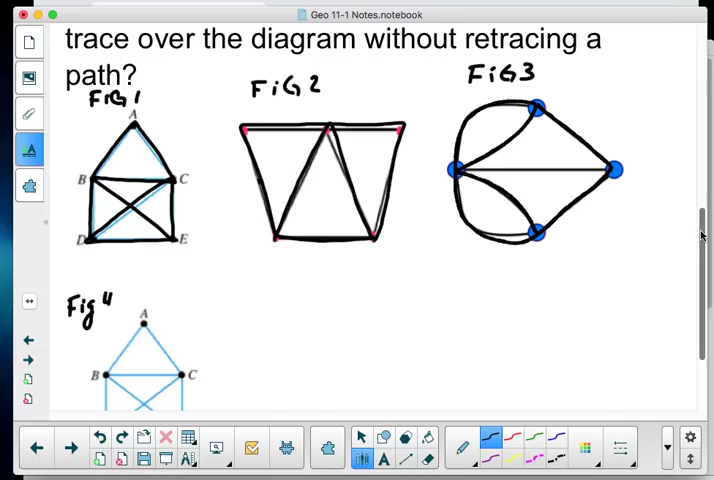 Geo 11-1 Notes.notebook
trace over the diagram without retracing a
path?
FiG 1
FiG 2
FiG 3
A
B
C
D
E
Fig 4
A
B
C